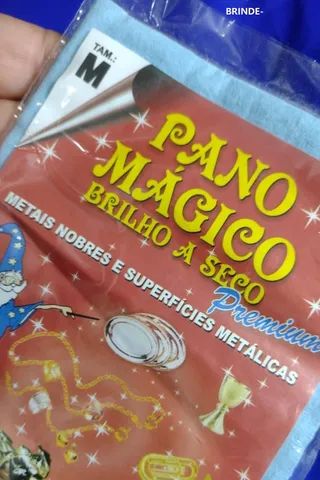 BRINDE-
TAM.:
M
PANO
MÁGICO
BRILHO A SECO
Premium
METAIS NOBRES E SUPERFÍCIES METÁLICAS